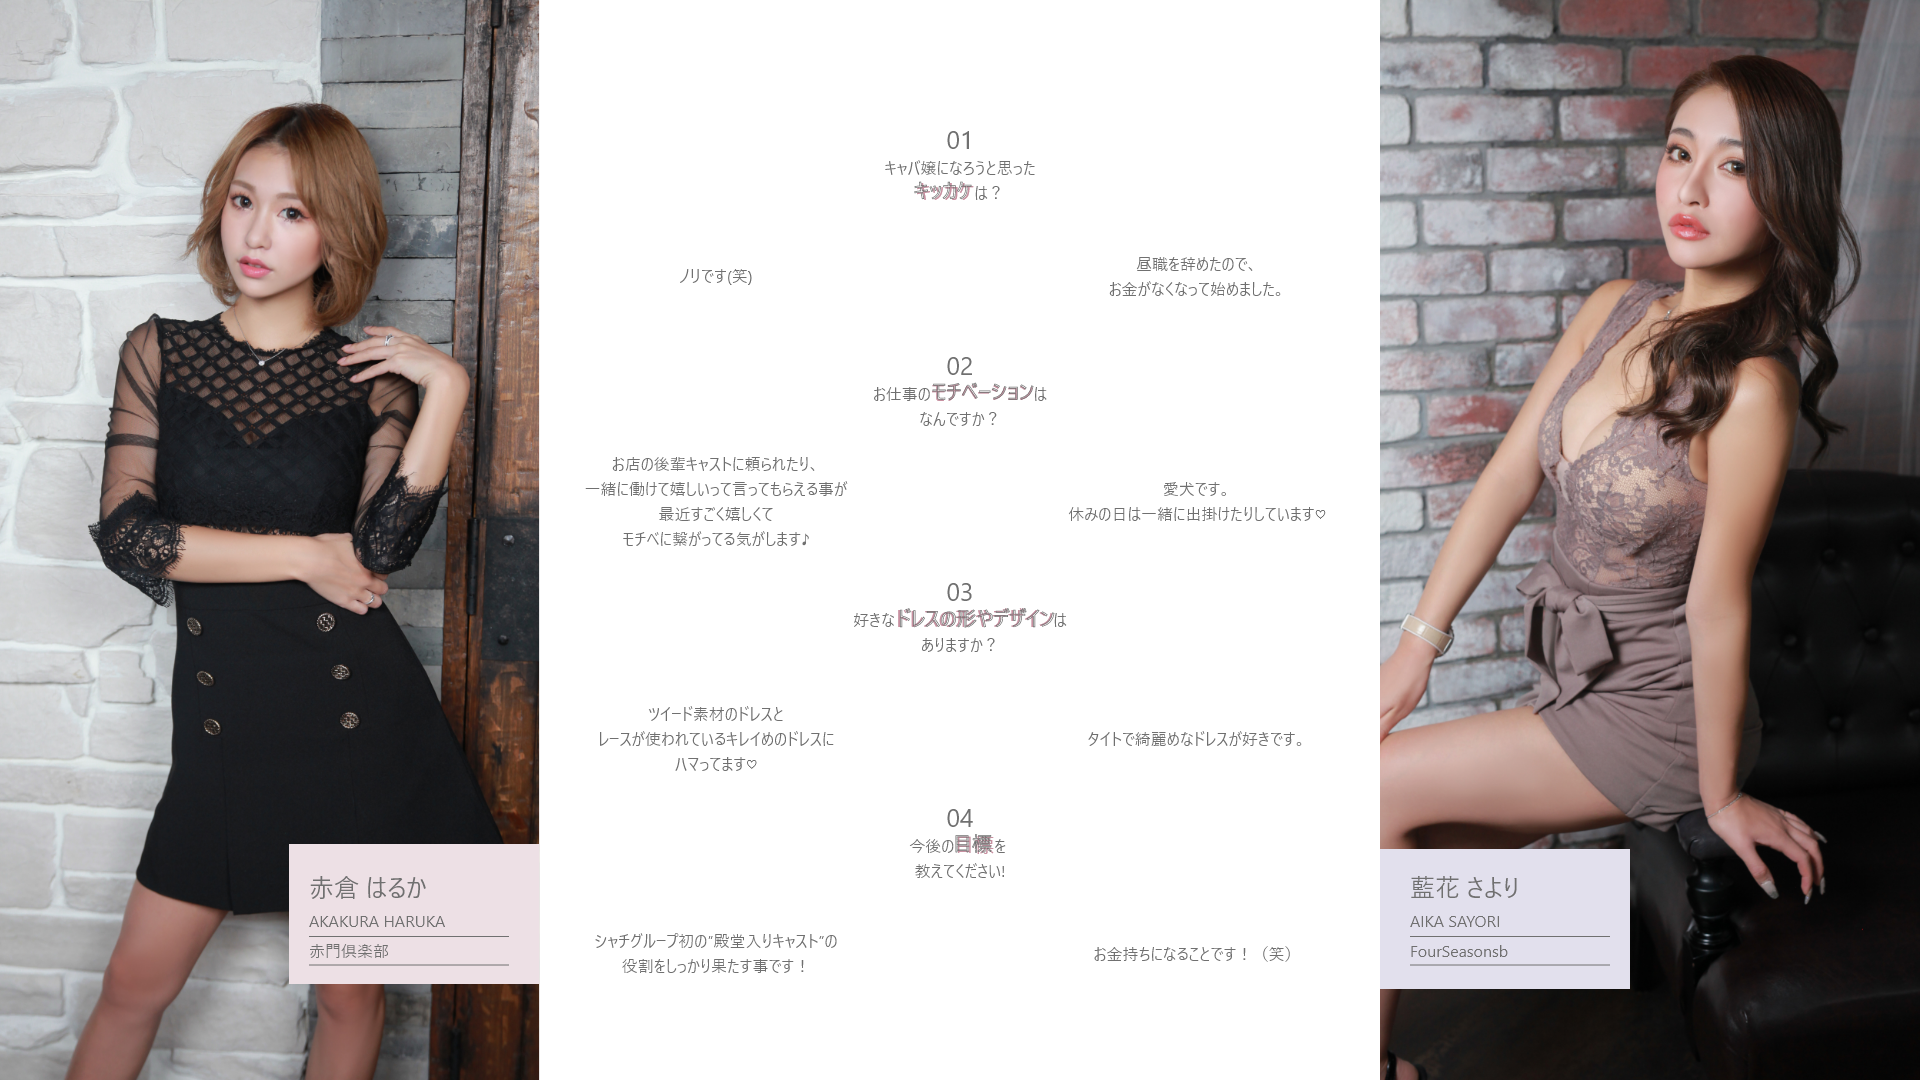 01
キャバ嬢になろうと思った
キッカケは？
ノリです(笑)
昼職を辞めたので、
お金がなくなって始めました。
02
お仕事のモチベーションは
なんですか？
お店の後輩キャストに頼られたり、
一緒に働けて嬉しいって言ってもらえる事が
最近すごく嬉しくて
モチベに繋がってる気がします♪
愛犬です。
休みの日は一緒に出掛けたりしています♡
03
好きなドレスの形やデザインは
ありますか？
ツイード素材のドレスと
レースが使われているキレイめのドレスに
ハマってます♡
タイトで綺麗めなドレスが好きです。
04
今後の目標を
教えてください!
シャチグループ初の"殿堂入りキャスト"の
役割をしっかり果たす事です！
お金持ちになることです！（笑）
赤倉 はるか
AKAKURA HARUKA
赤門倶楽部
藍花 さより
AIKA SAYORI
FourSeasonsb